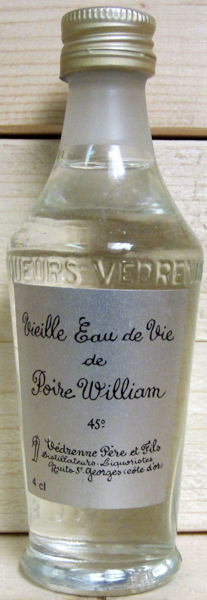 UEURS VEDREN
Vieille Eau de Vie
de
Poire William
45°
Védrenne Père et Fils
Distillateurs-Liquoristes
Nuits St Georges (côte d'or)
4 cl